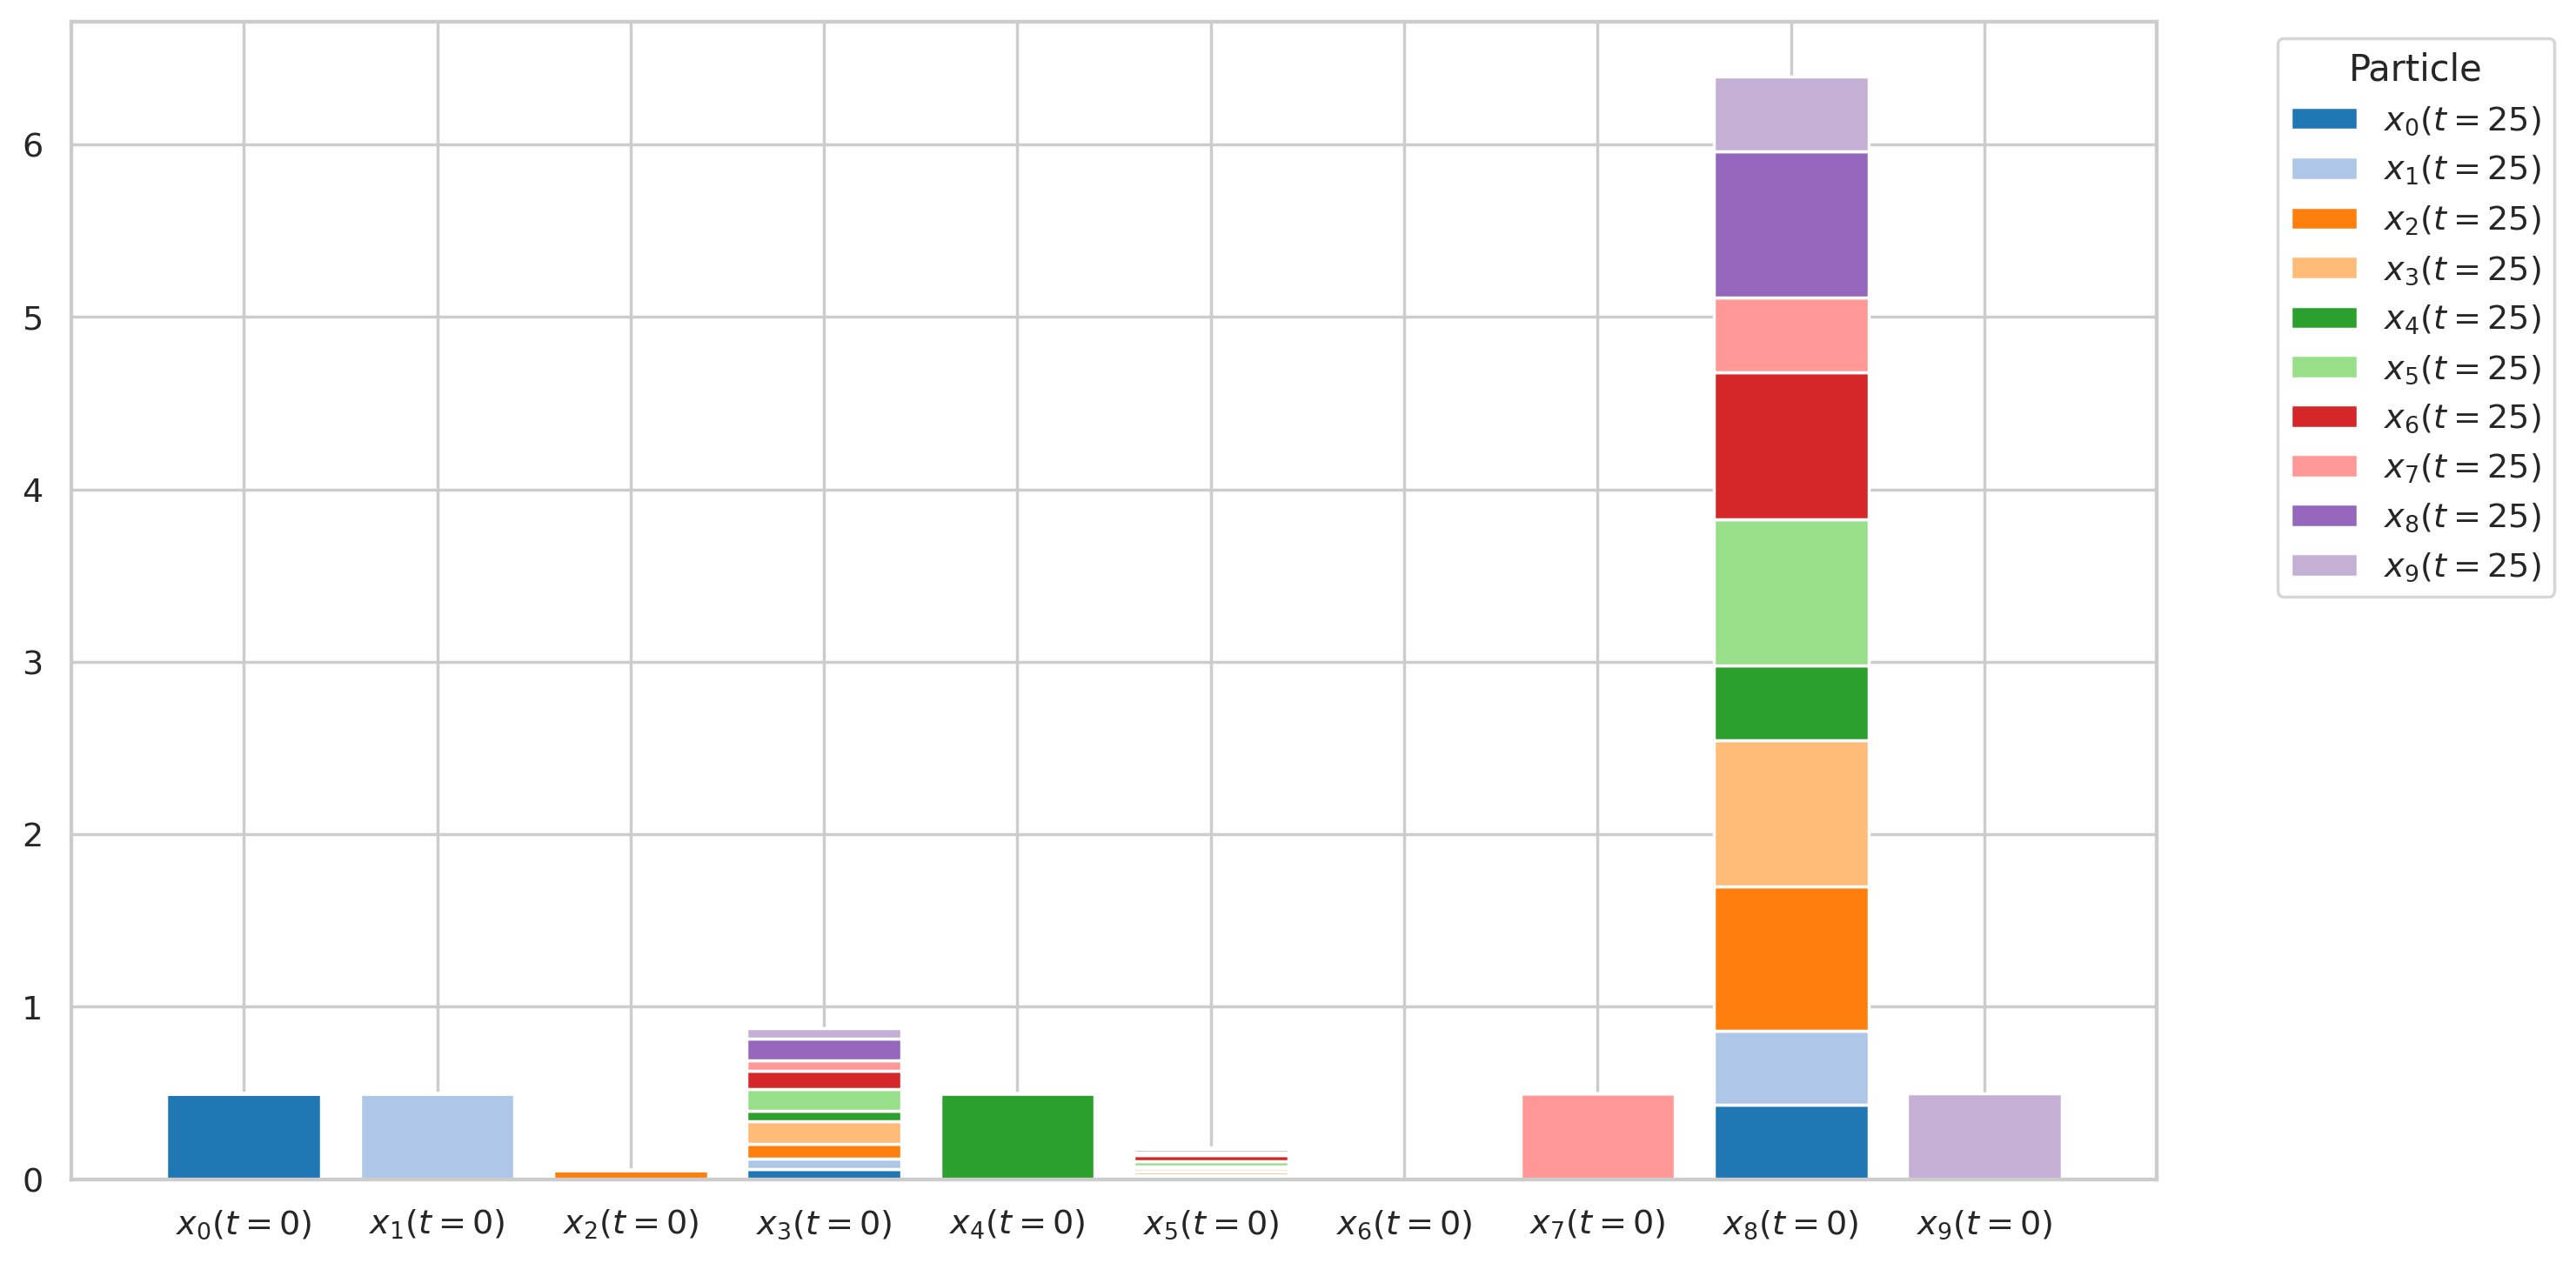 6
5
4
3
2
1
0
x₀(t = 0) x₁(t = 0) x₂(t = 0) x₃(t = 0) x₄(t = 0) x₅(t = 0) x₆(t = 0) x₇(t = 0) x₈(t = 0) x₉(t = 0)
Particle
x₀(t = 25)
x₁(t = 25)
x₂(t = 25)
x₃(t = 25)
x₄(t = 25)
x₅(t = 25)
x₆(t = 25)
x₇(t = 25)
x₈(t = 25)
x₉(t = 25)